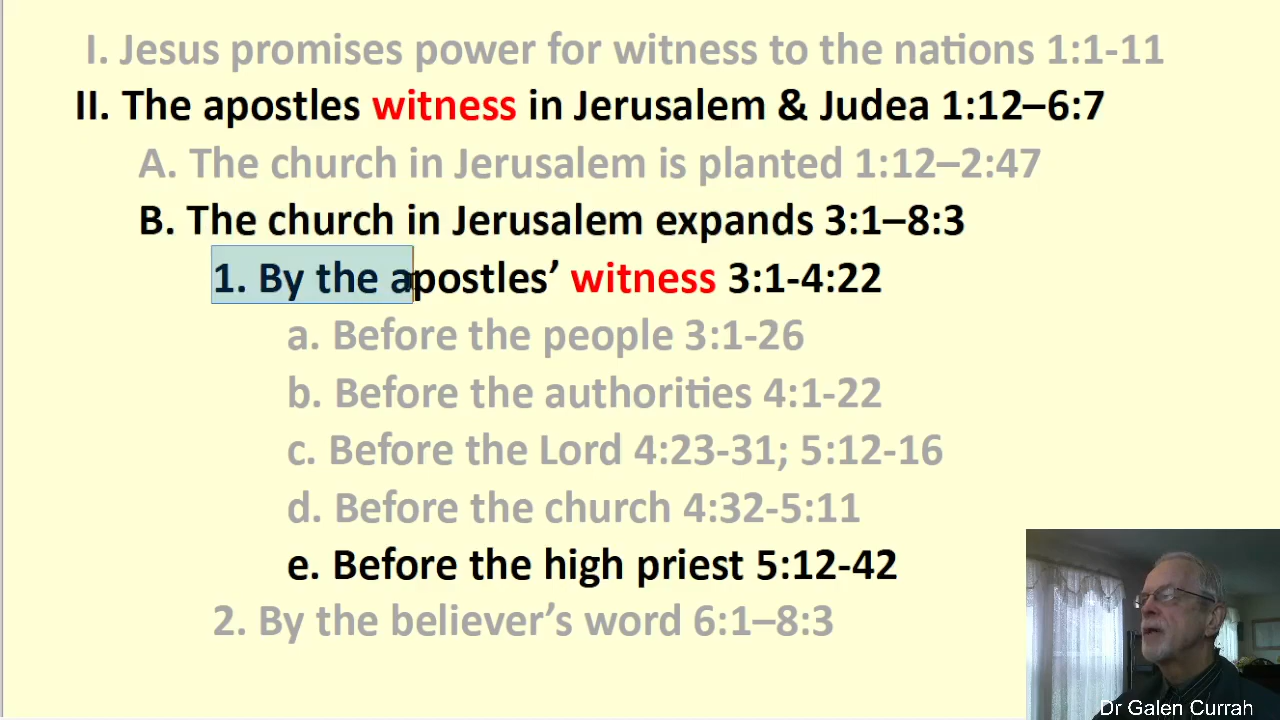 I. Jesus promises power for witness to the nations 1:1-11
II. The apostles witness in Jerusalem & Judea 1:12–6:7
A. The church in Jerusalem is planted 1:12–2:47
B. The church in Jerusalem expands 3:1–8:3
1. By the apostles’ witness 3:1-4:22
a. Before the people 3:1-26
b. Before the authorities 4:1-22
c. Before the Lord 4:23-31; 5:12-16
d. Before the church 4:32-5:11
e. Before the high priest 5:12-42
2. By the believer’s word 6:1–8:3
Dr Galen Currah